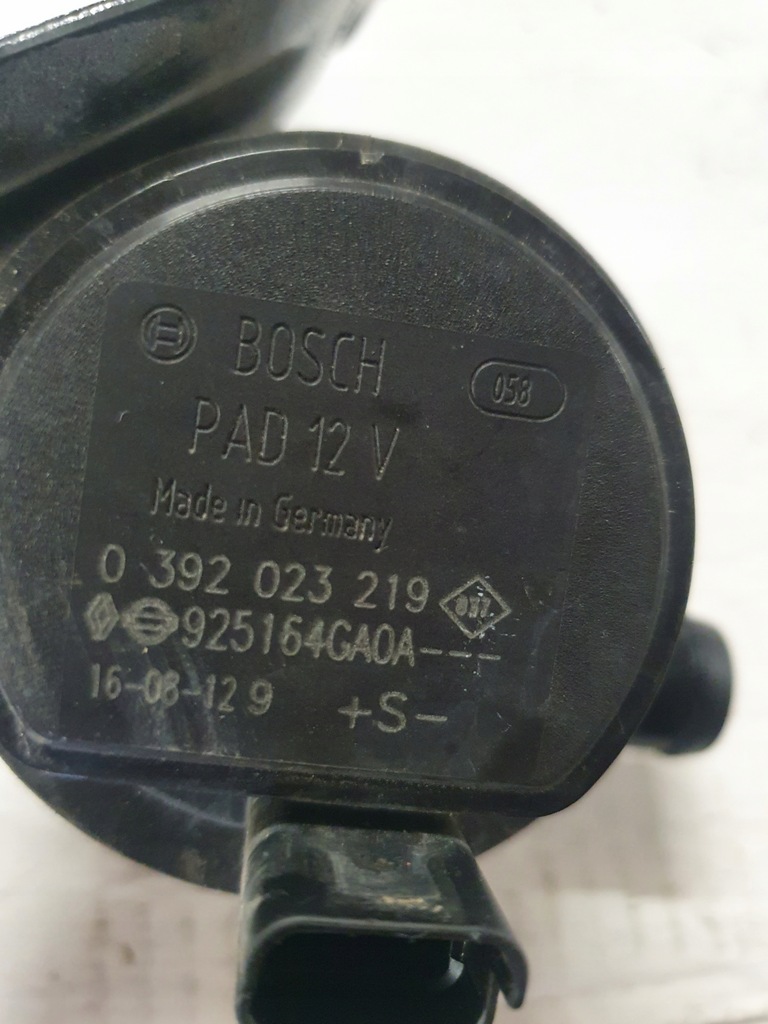 BOSCH
058
PAD 12 V
Made in Germany
0 392 023 219
925164GA0A---
16-08-12 9
+S-